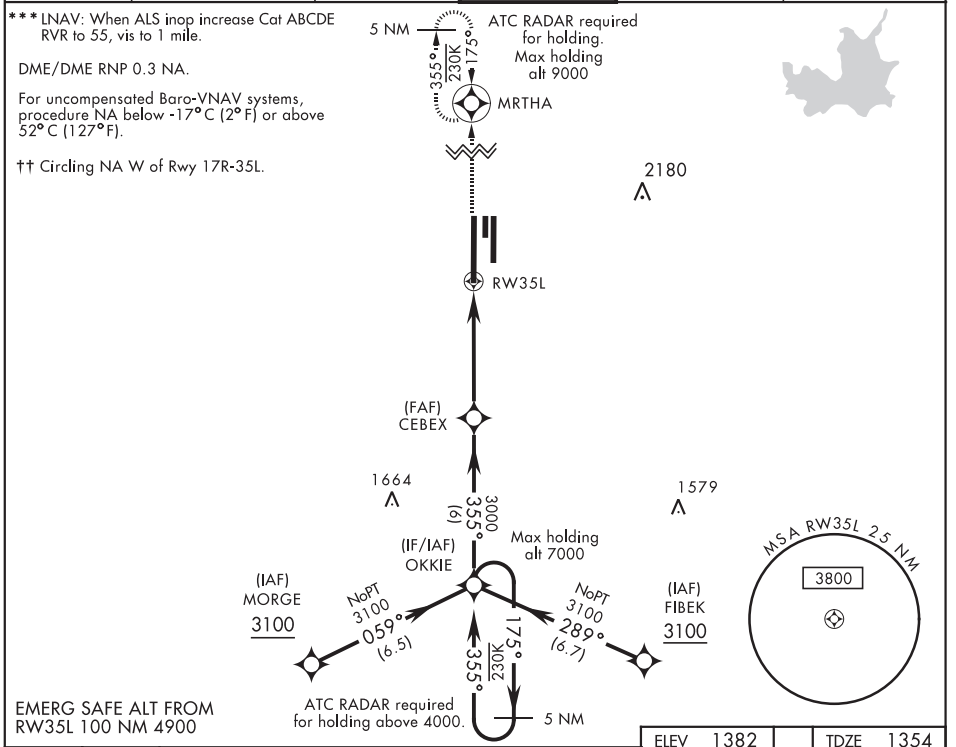 *** LNAV: When ALS inop increase Cat ABCDE
RVR to 55, vis to 1 mile.
DME/DME RNP 0.3 NA.
For uncompensated Baro-VNAV systems,
procedure NA below -17°C (2°F) or above
52°C (127°F).
†† Circling NA W of Rwy 17R-35L.
5 NM
355°
230K
175°
ATC RADAR required
for holding.
Max holding
alt 9000
MRTHA
2180
RW35L
(FAF)
CEBEX
1664
3000
355°
(6)
1579
(IF/IAF)
OKKIE
Max holding
alt 7000
(IAF)
MORGE
3100
NoPT
3100
059°
(6.5)
NoPT
3100
289°
(6.7)
(IAF)
FIBEK
3100
355°
230K
175°
5 NM
ATC RADAR required
for holding above 4000.
MSA RW35L 25 NM
3800
EMERG SAFE ALT FROM
RW35L 100 NM 4900
ELEV 1382
TDZE 1354